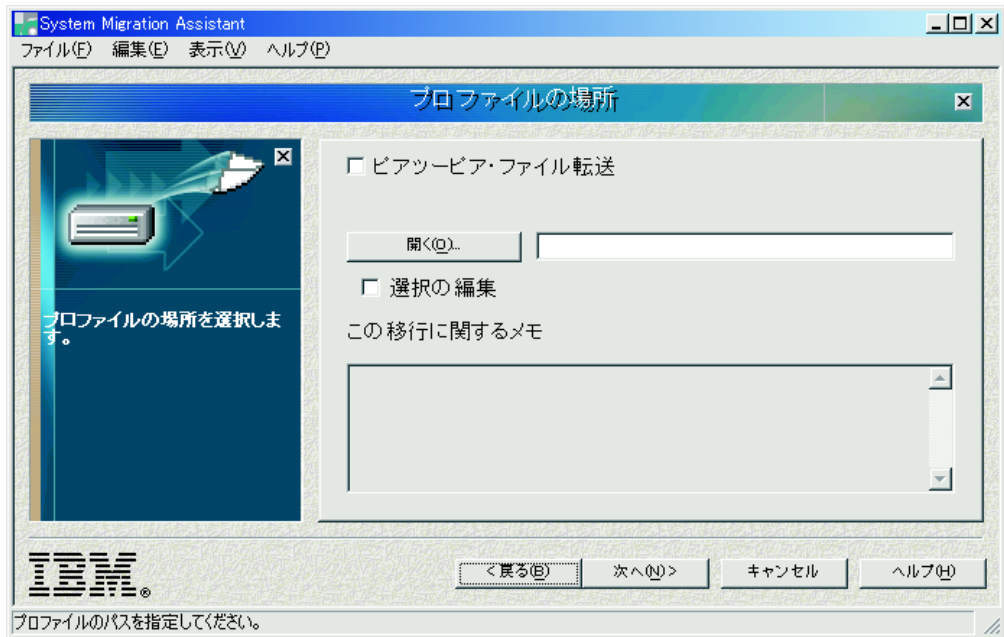 System Migration Assistant
ファイル(F) 編集(E) 表示(V) ヘルプ(P)
プロファイルの場所
ピアツーピア・ファイル転送
開く(O)...
選択の編集
この移行に関するメモ
プロファイルの場所を選択しま
す。
IBM®
<戻る(B) 次へ(N)> キャンセル ヘルプ(H)
プロファイルのパスを指定してください。